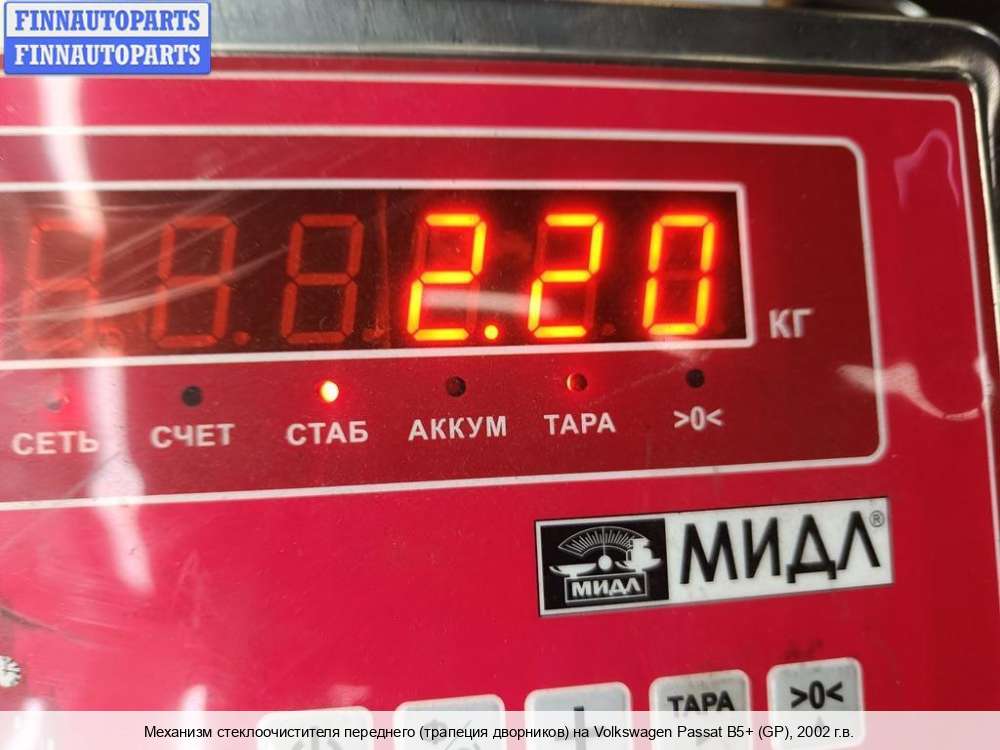 FINNAUTOPARTS
FINNAUTOPARTS
2.20
КГ
СЕТЬ СЧЕТ СТАБ АККУМ ТАРА >0<
МИДЛ
МИДЛ®
ТАРА >0<
Механизм стеклоочистителя переднего (трапеция дворников) на Volkswagen Passat B5+ (GP), 2002 г.в.